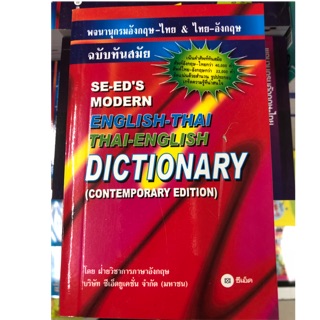 พจนานุกรมอังกฤษ-ไทย & ไทย-อังกฤษ
ฉบับทันสมัย
SE-ED'S
MODERN
ENGLISH-THAI
THAI-ENGLISH
DICTIONARY
(CONTEMPORARY EDITION)
โดย ฝ่ายวิชาการภาษาอังกฤษ
บริษัท ซีเอ็ดยูเคชั่น จำกัด (มหาชน)
ซีเอ็ด